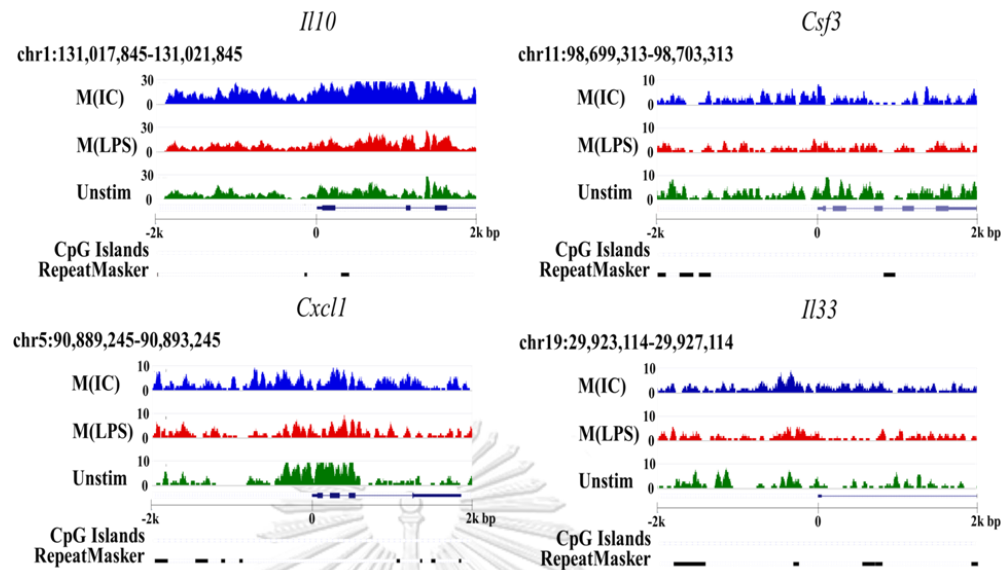 Il10
chr1:131,017,845-131,021,845
30
M(IC)
0
30
M(LPS)
0
30
Unstim
0
-2k 0 2k bp
CpG Islands
RepeatMasker
Csf3
chr11:98,699,313-98,703,313
10
M(IC)
0
10
M(LPS)
0
10
Unstim
0
-2k 0 2k bp
CpG Islands
RepeatMasker
Cxcl1
chr5:90,889,245-90,893,245
10
M(IC)
0
10
M(LPS)
0
10
Unstim
0
-2k 0 2k bp
CpG Islands
RepeatMasker
Il33
chr19:29,923,114-29,927,114
10
M(IC)
0
10
M(LPS)
0
10
Unstim
0
-2k 0 2k bp
CpG Islands
RepeatMasker